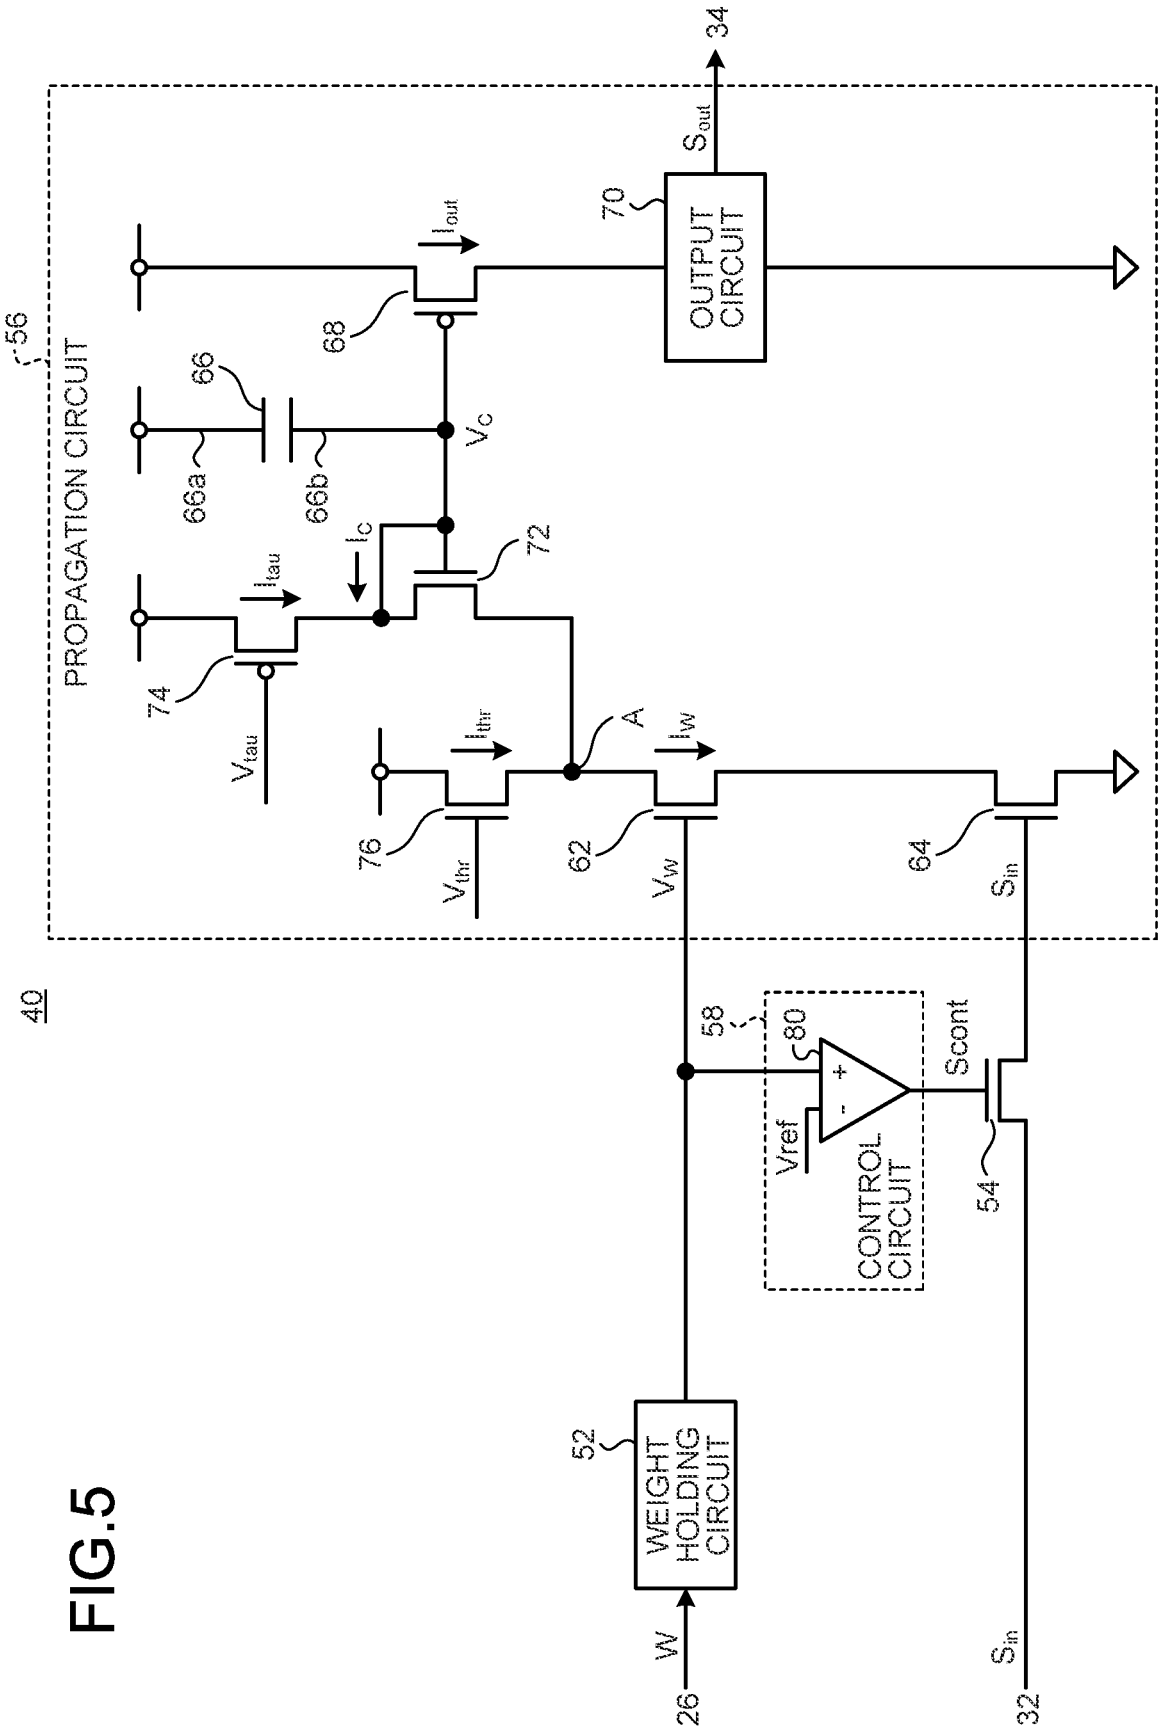 FIG.5
40
56
PROPAGATION CIRCUIT
66a
66
66b
74
Vtau
Itau
IC
VC
68
Iout
72
76
Vthr
Ithr
A
62
VW
IW
70
OUTPUT
CIRCUIT
Sout
34
W
26
52
WEIGHT
HOLDING
CIRCUIT
58
80
+
-
Vref
CONTROL
CIRCUIT
Scont
54
64
Sin
Sin
32